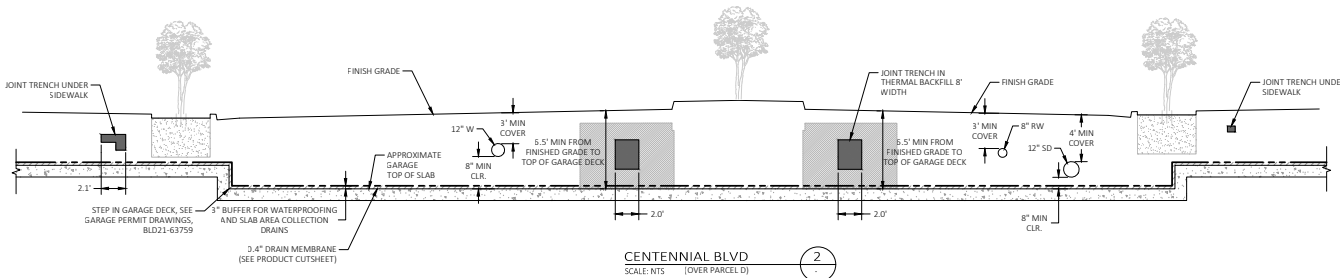 JOINT TRENCH UNDER
SIDEWALK
2.1'
STEP IN GARAGE DECK, SEE
GARAGE PERMIT DRAWINGS,
BLD21-63759
3" BUFFER FOR WATERPROOFING
AND SLAB AREA COLLECTION
DRAINS
0.4" DRAIN MEMBRANE
(SEE PRODUCT CUTSHEET)
FINISH GRADE
APPROXIMATE
GARAGE
TOP OF SLAB
12" W
3' MIN
COVER
8" MIN
CLR.
6.5' MIN FROM
FINISHED GRADE TO
TOP OF GARAGE DECK
2.0'
JOINT TRENCH IN
THERMAL BACKFILL 8'
WIDTH
6.5' MIN FROM
FINISHED GRADE TO
TOP OF GARAGE DECK
2.0'
FINISH GRADE
3' MIN
COVER
8" RW
12" SD
4' MIN
COVER
8" MIN
CLR.
JOINT TRENCH UNDE
SIDEWALK
CENTENNIAL BLVD
SCALE: NTS (OVER PARCEL D)
2
-